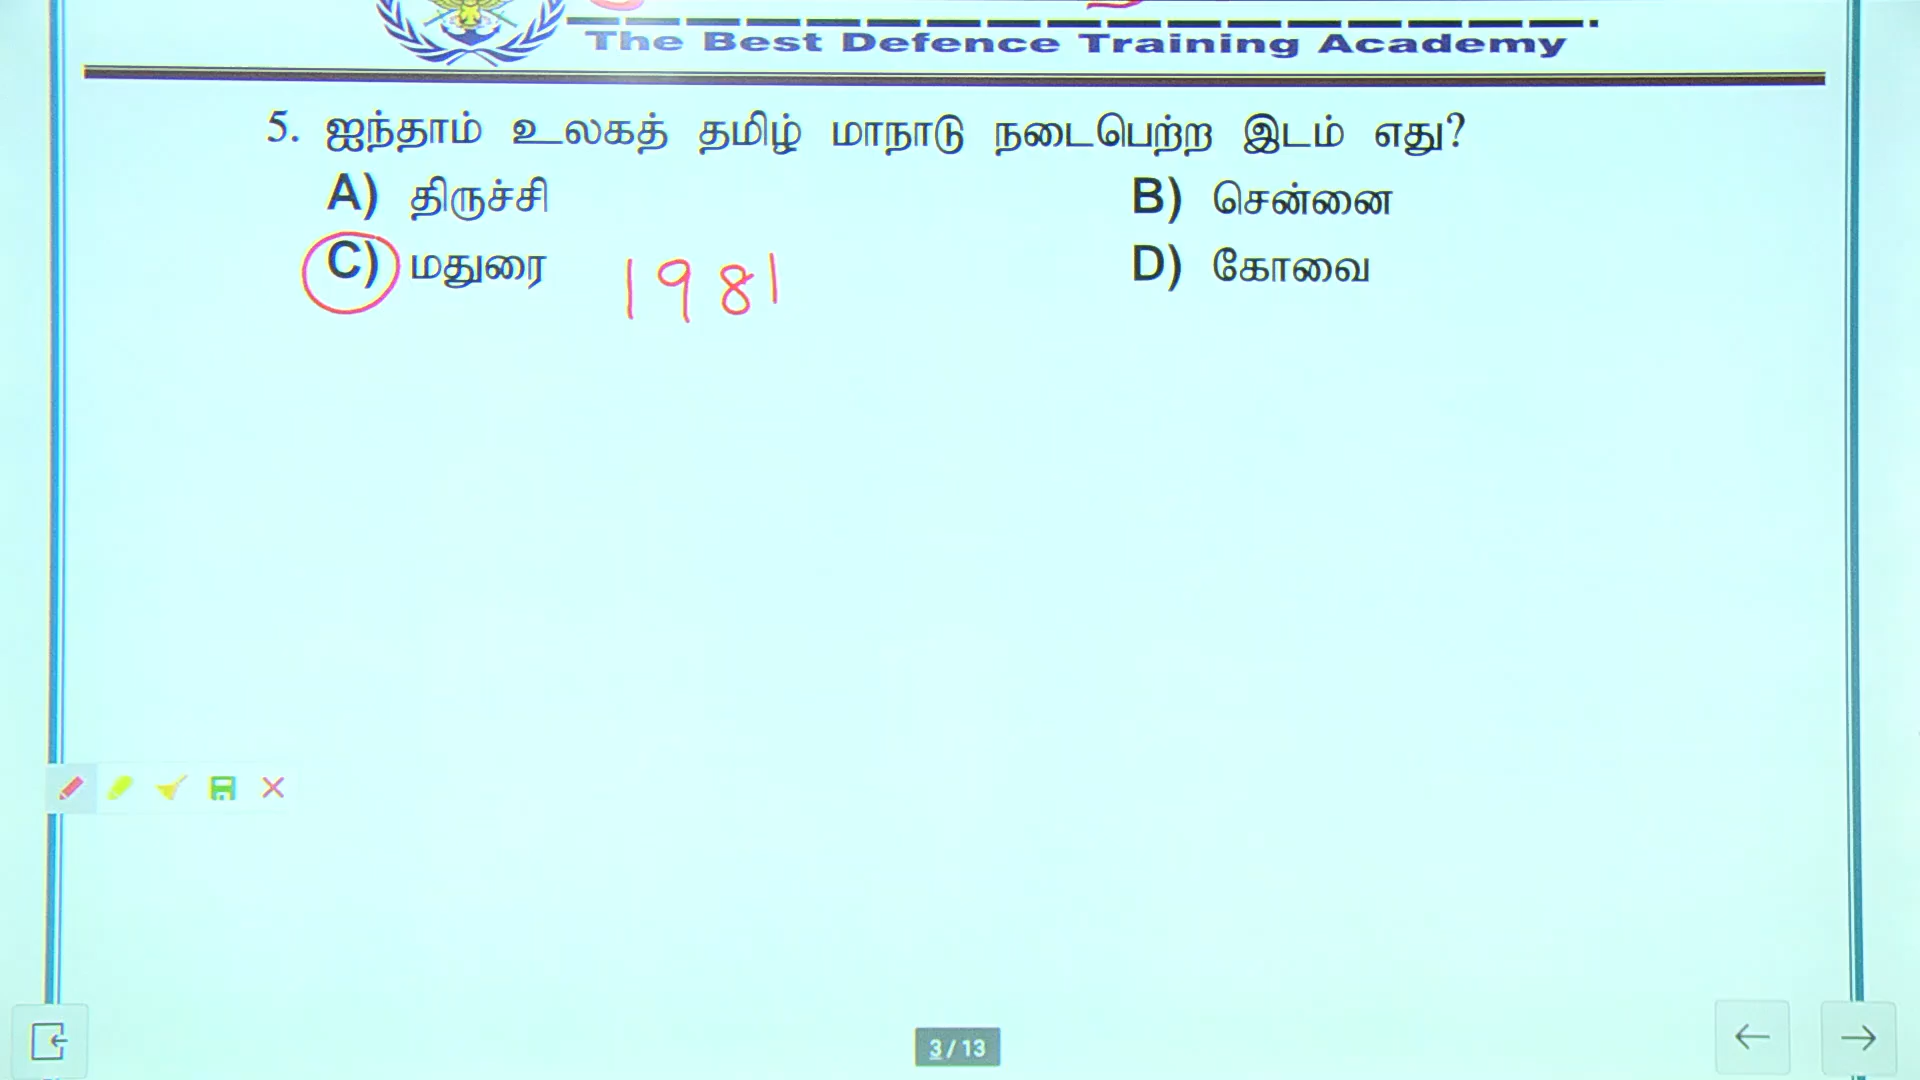 The Best Defence Training Academy
5. ஐந்தாம் உலகத் தமிழ் மாநாடு நடைபெற்ற இடம் எது?
A) திருச்சி B) சென்னை
C) மதுரை 1981 D) கோவை
3 / 13